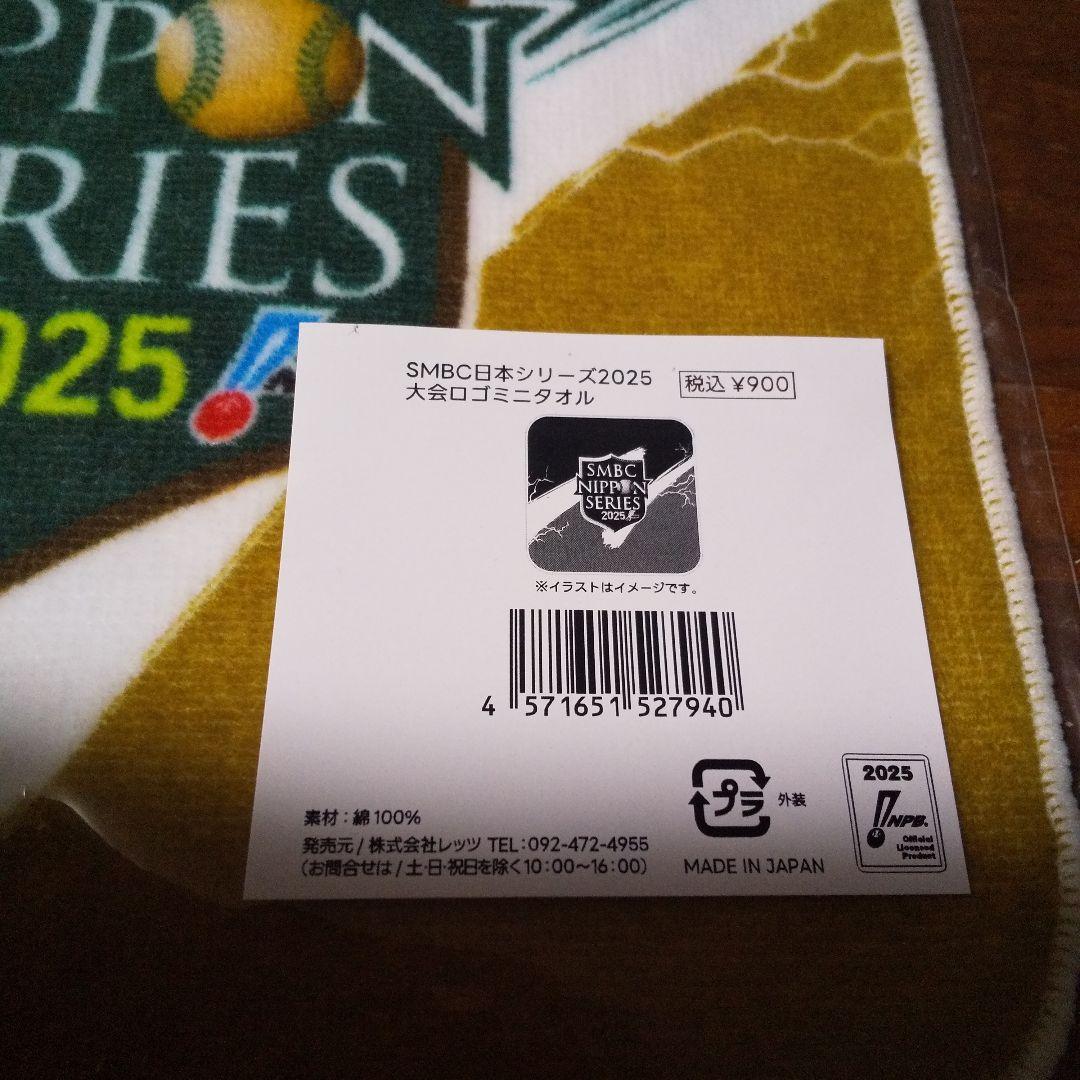 PPON
RIES
025
SMBC日本シリーズ2025
大会ロゴミニタオル
税込 ¥900
SMBC
NIPPON
SERIES
2025
※イラストはイメージです。
4 571651 527940
プラ 外装
素材:綿100%
発売元/株式会社レッツ TEL:092-472-4955
(お問合せは/土・日・祝日を除く10:00~16:00)
MADE IN JAPAN
2025
NPB.
Official
Licensed
Product